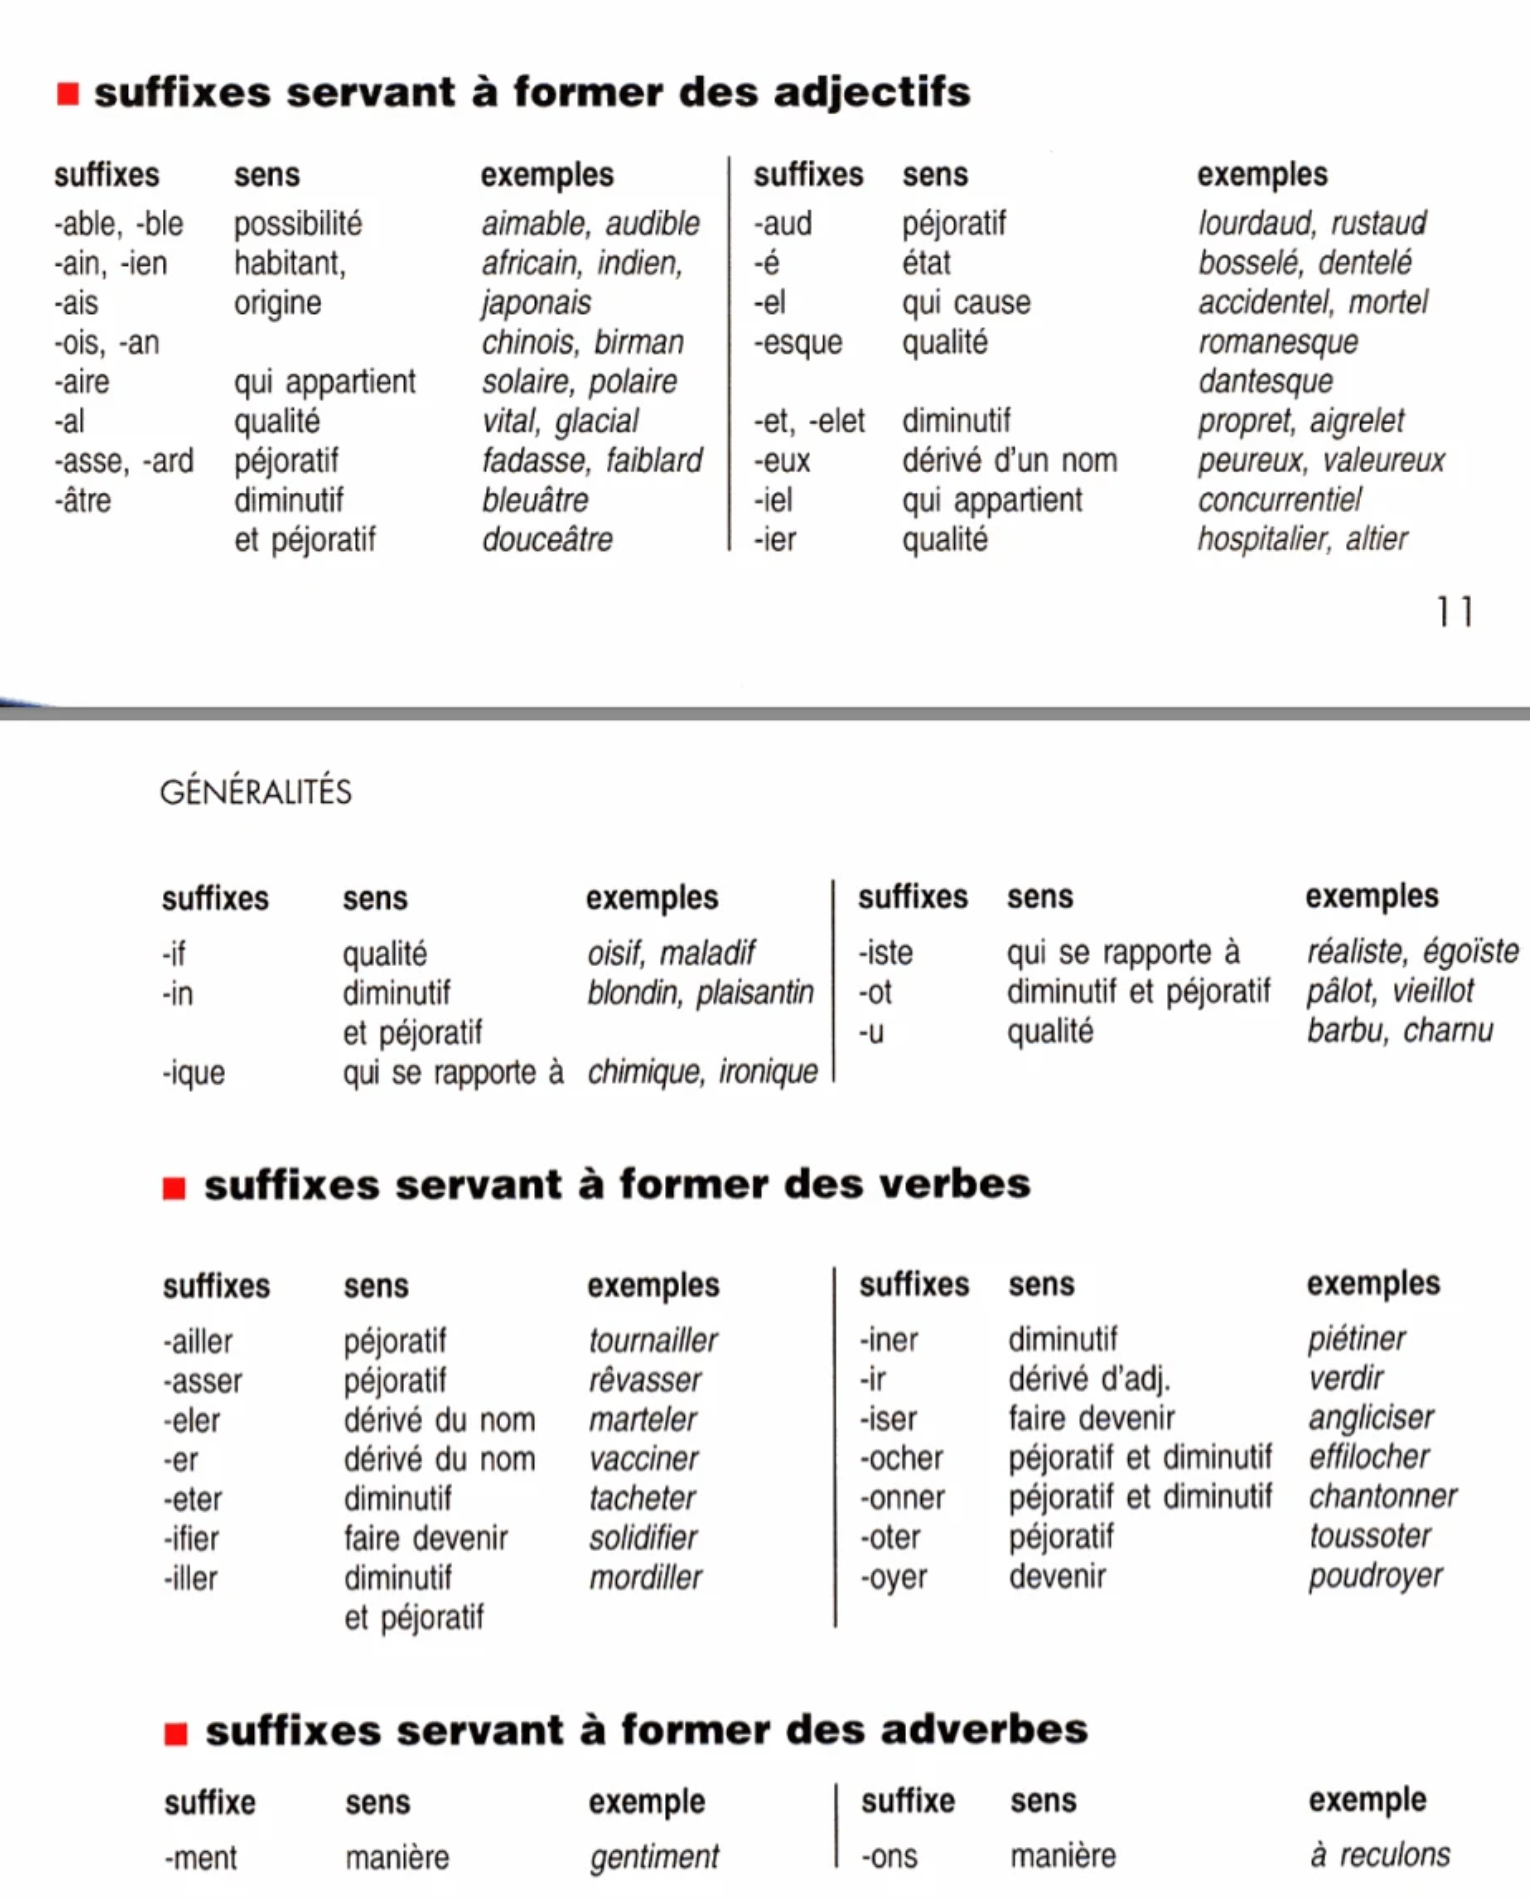 ■ suffixes servant à former des adjectifs
suffixes sens exemples
-able, -ble possibilité aimable, audible
-ain, -ien habitant, africain, indien,
-ais origine japonais
-ois, -an chinois, birman
-aire qui appartient solaire, polaire
-al qualité vital, glacial
-asse, -ard péjoratif fadasse, faiblard
-âtre diminutif bleuâtre
et péjoratif douceâtre
suffixes sens exemples
-aud péjoratif lourdaud, rustaud
-é état bosselé, dentelé
-el qui cause accidentel, mortel
-esque qualité romanesque
dantesque
-et, -elet diminutif propret, aigrelet
-eux dérivé d'un nom peureux, valeureux
-iel qui appartient concurrentiel
-ier qualité hospitalier, altier
11
GÉNÉRALITÉS
suffixes sens exemples
-if qualité oisif, maladif
-in diminutif blondin, plaisantin
et péjoratif
-ique qui se rapporte à chimique, ironique
suffixes sens exemples
-iste qui se rapporte à réaliste, égoïste
-ot diminutif et péjoratif pâlot, vieillot
-u qualité barbu, charnu
■ suffixes servant à former des verbes
suffixes sens exemples
-ailler péjoratif tournailler
-asser péjoratif rêvasser
-eler dérivé du nom marteler
-er dérivé du nom vacciner
-eter diminutif tacheter
-ifier faire devenir solidifier
-iller diminutif mordiller
et péjoratif
suffixes sens exemples
-iner diminutif piétiner
-ir dérivé d'adj. verdir
-iser faire devenir angliciser
-ocher péjoratif et diminutif effilocher
-onner péjoratif et diminutif chantonner
-oter péjoratif toussoter
-oyer devenir poudroyer
■ suffixes servant à former des adverbes
suffixe sens exemple
-ment manière gentiment
suffixe sens exemple
-ons manière à reculons